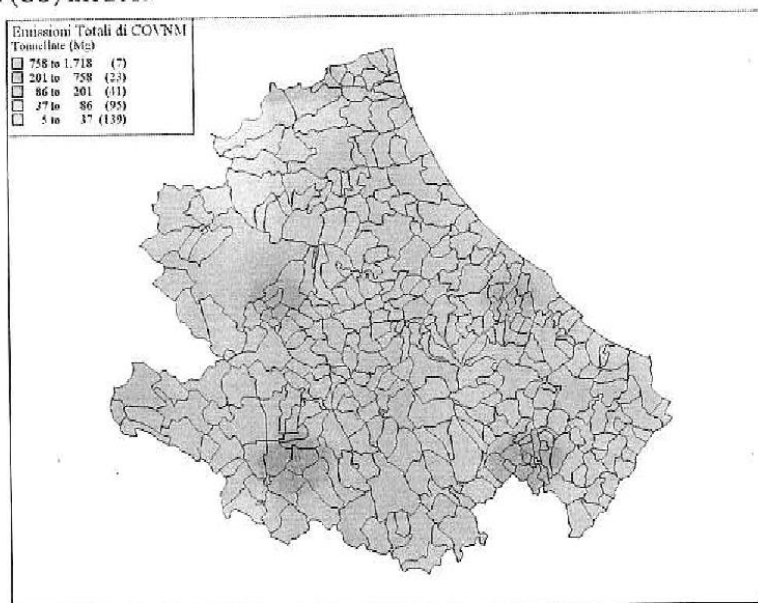 Emissioni Totali di COVNM
Tonnellate (Mg)
758 to 1.718 (7)
201 to 758 (23)
86 to 201 (41)
37 to 86 (95)
5 to 37 (139)